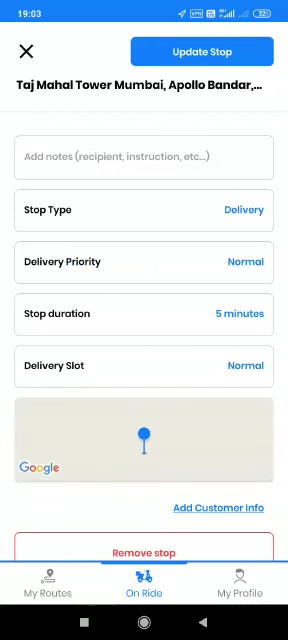 19:03
VPN
32
Update Stop
Taj Mahal Tower Mumbai, Apollo Bandar,...
Add notes (recipient, instruction, etc...)
Stop Type Delivery
Delivery Priority Normal
Stop duration 5 minutes
Delivery Slot Normal
Google
Add Customer Info
Remove stop
My Routes On Ride My Profile